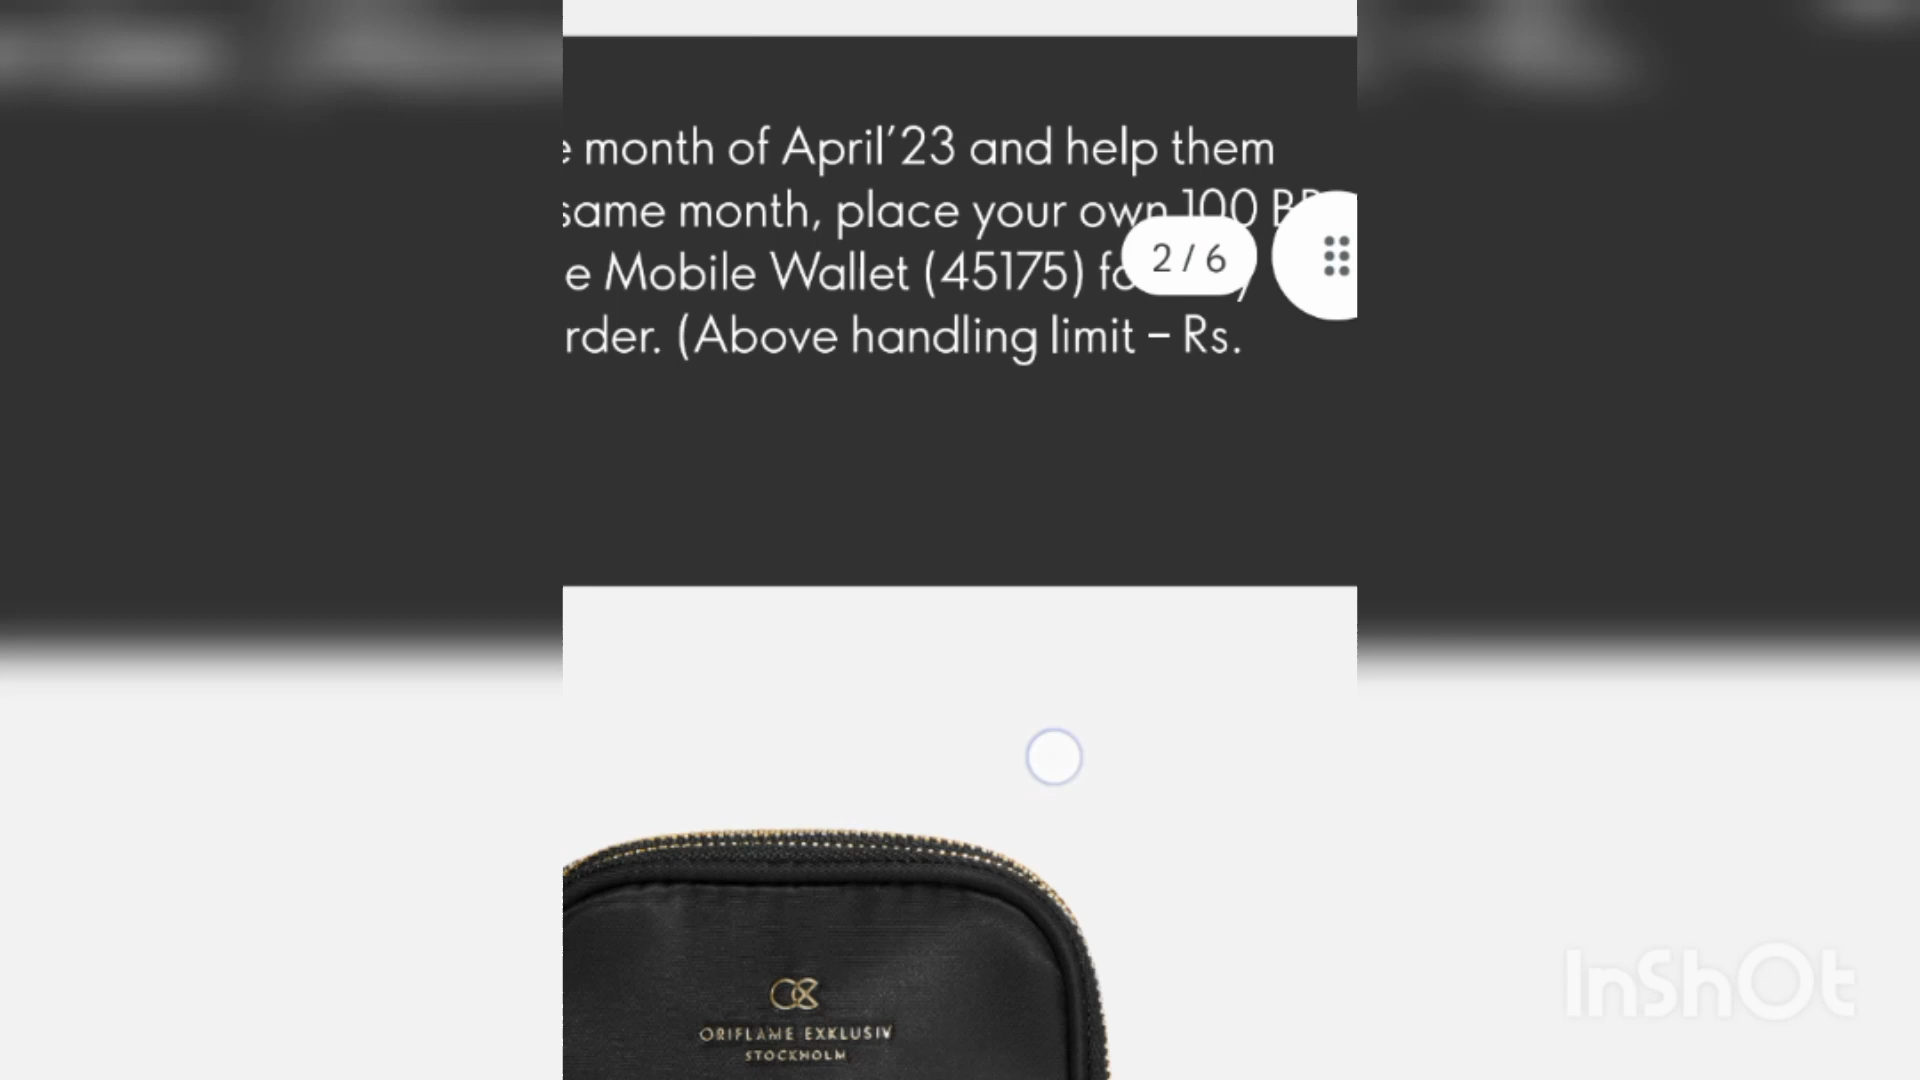 month of April'23 and help them
same month, place your own 100
e Mobile Wallet (45175)
rder. (Above handling limit – Rs.
2 / 6
ORIFLAME EXKLUSIV
STOCKHOLM
InShOt